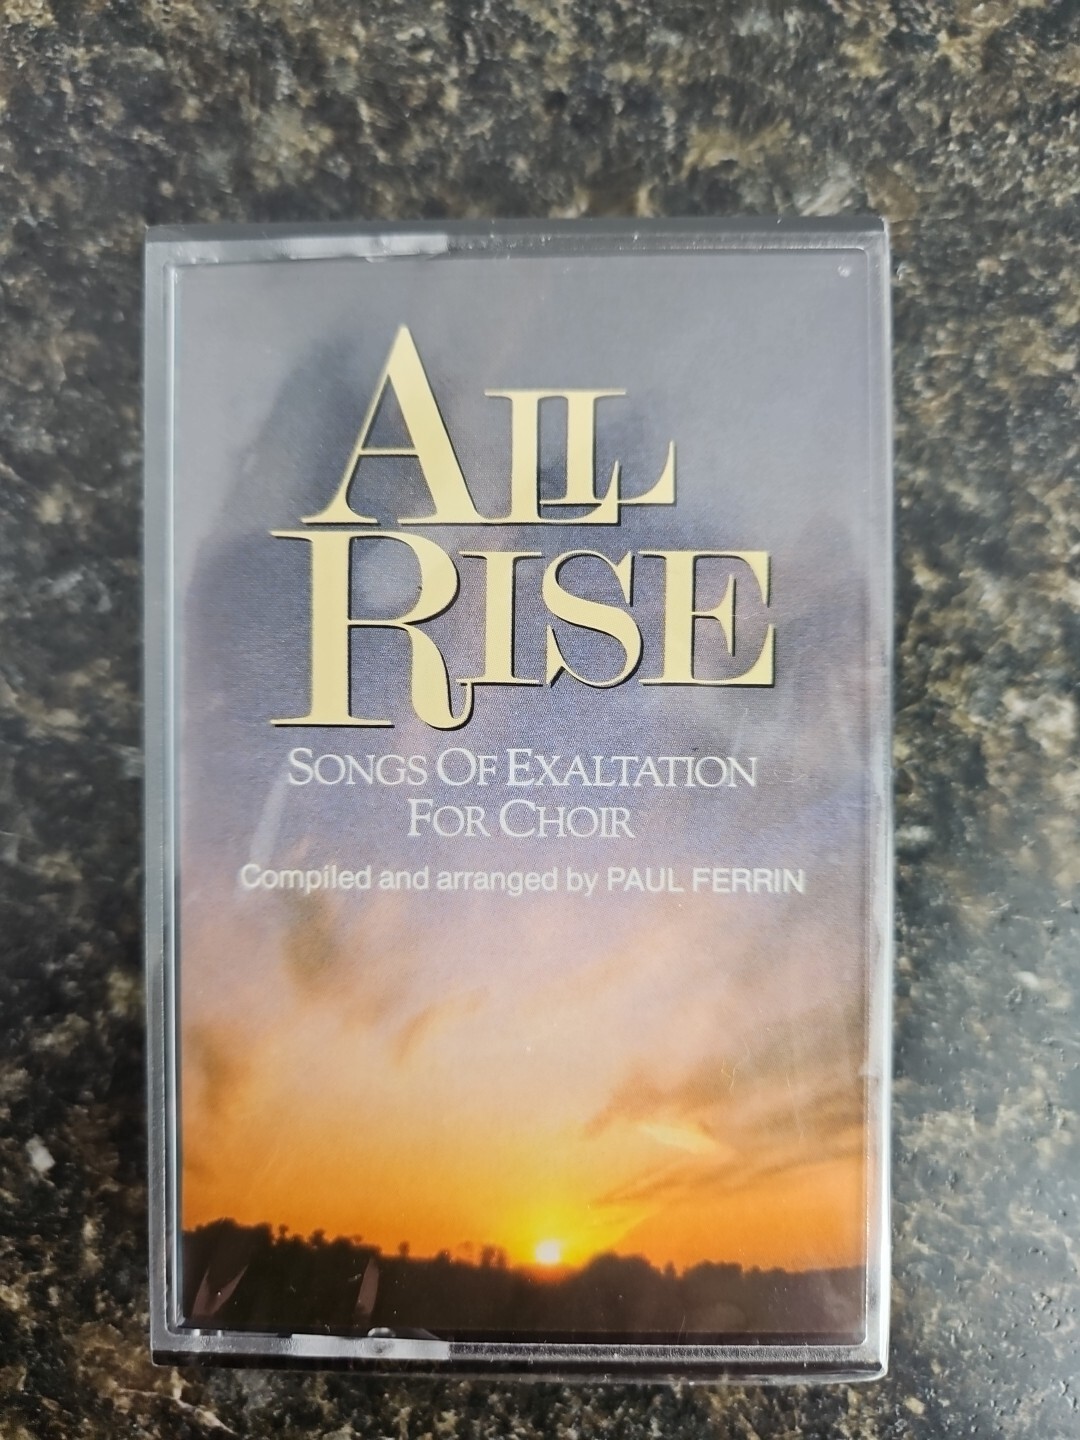 ALL
RISE
SONGS OF EXALTATION
FOR CHOIR
Compiled and arranged by PAUL FERRIN